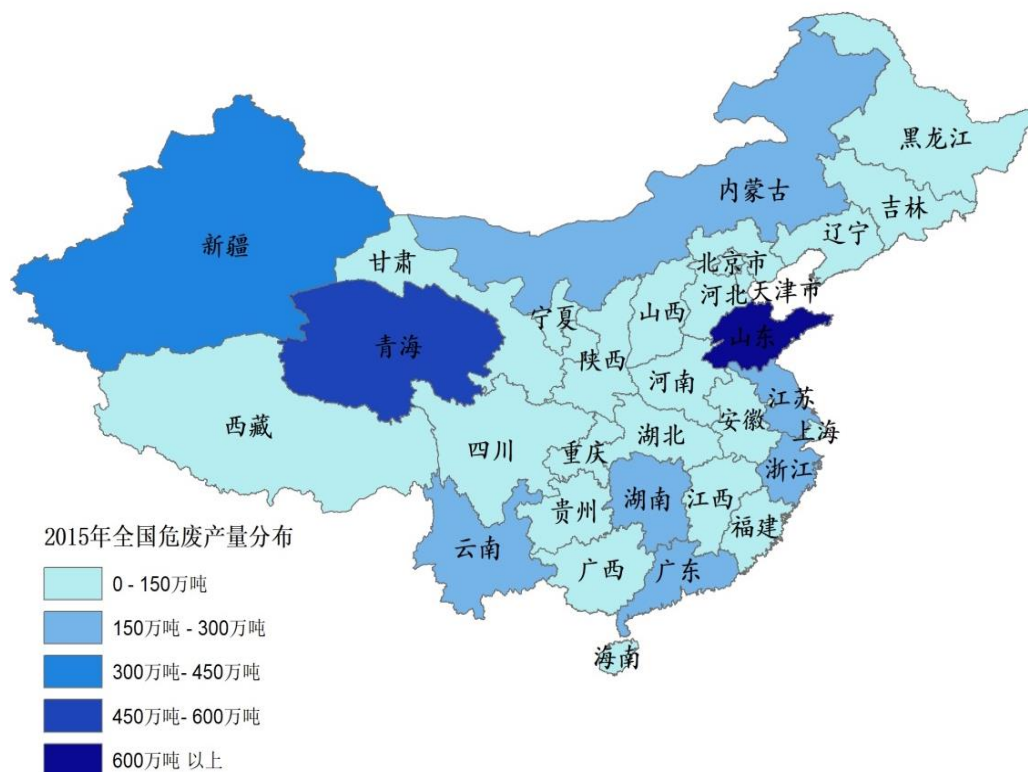 黑龙江
内蒙古
吉林
新疆
辽宁
甘肃
北京市
河北
天津市
宁夏
山西
山东
青海
陕西
河南
江苏
西藏
安徽
上海
四川
重庆
湖北
浙江
贵州
湖南
江西
福建
云南
广西
广东
海南
2015年全国危废产量分布
0 - 150万吨
150万吨 - 300万吨
300万吨- 450万吨
450万吨- 600万吨
600万吨 以上